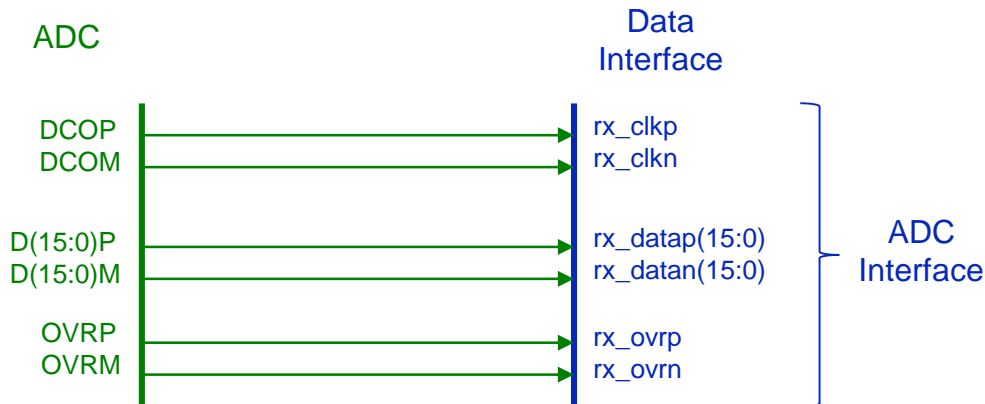 ADC
Data
Interface
DCOP
rx_clkp
DCOM
rx_clkn
D(15:0)P
rx_datap(15:0)
D(15:0)M
rx_datan(15:0)
ADC
Interface
OVRP
rx_ovrp
OVRM
rx_ovrn